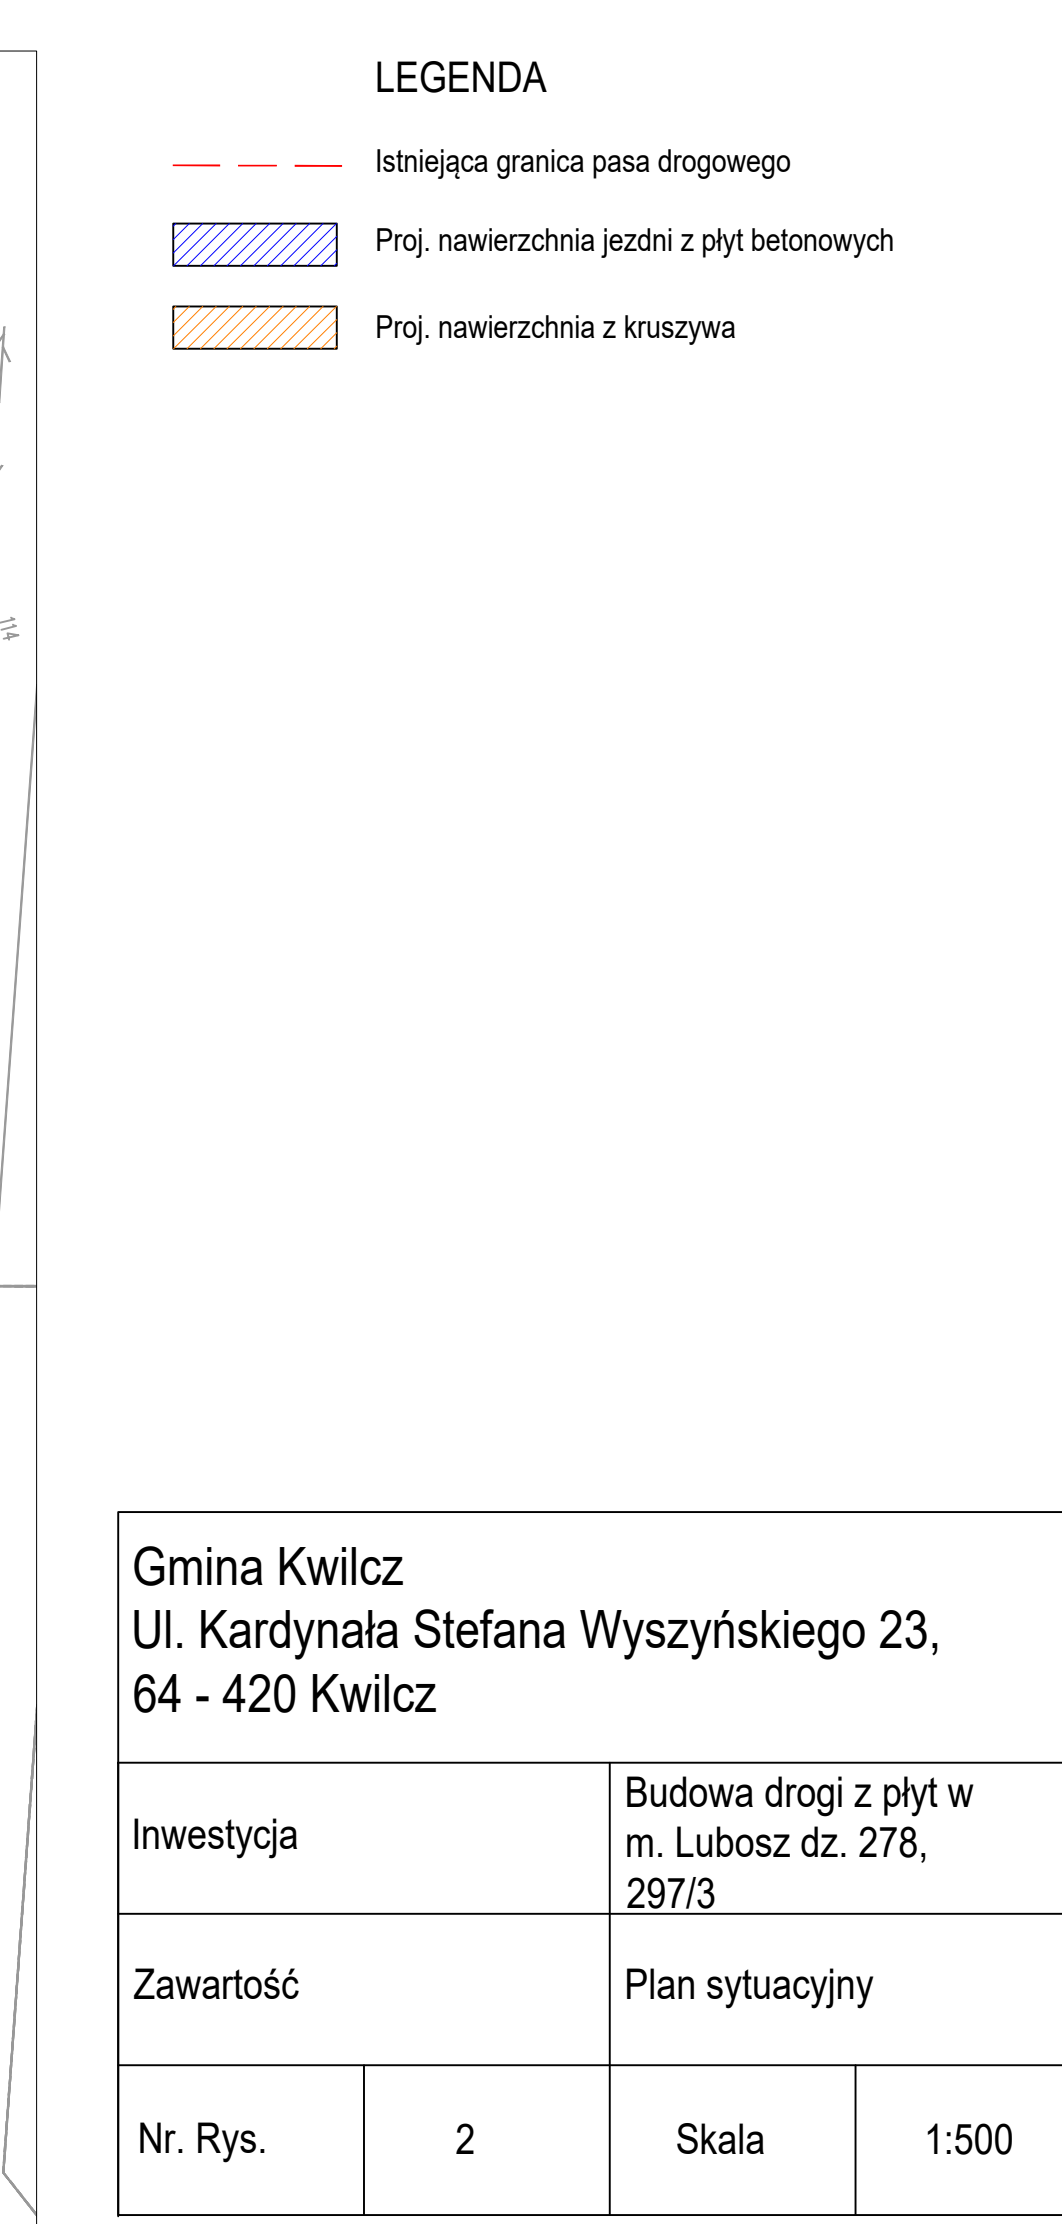 LEGENDA
Istniejąca granica pasa drogowego
Proj. nawierzchnia jezdni z płyt betonowych
Proj. nawierzchnia z kruszywa
Gmina Kwilcz
Ul. Kardynała Stefana Wyszyńskiego 23,
64 - 420 Kwilcz
Inwestycja
Budowa drogi z płyt w
m. Lubosz dz. 278,
297/3
Zawartość
Plan sytuacyjny
Nr. Rys. 2 Skala 1:500